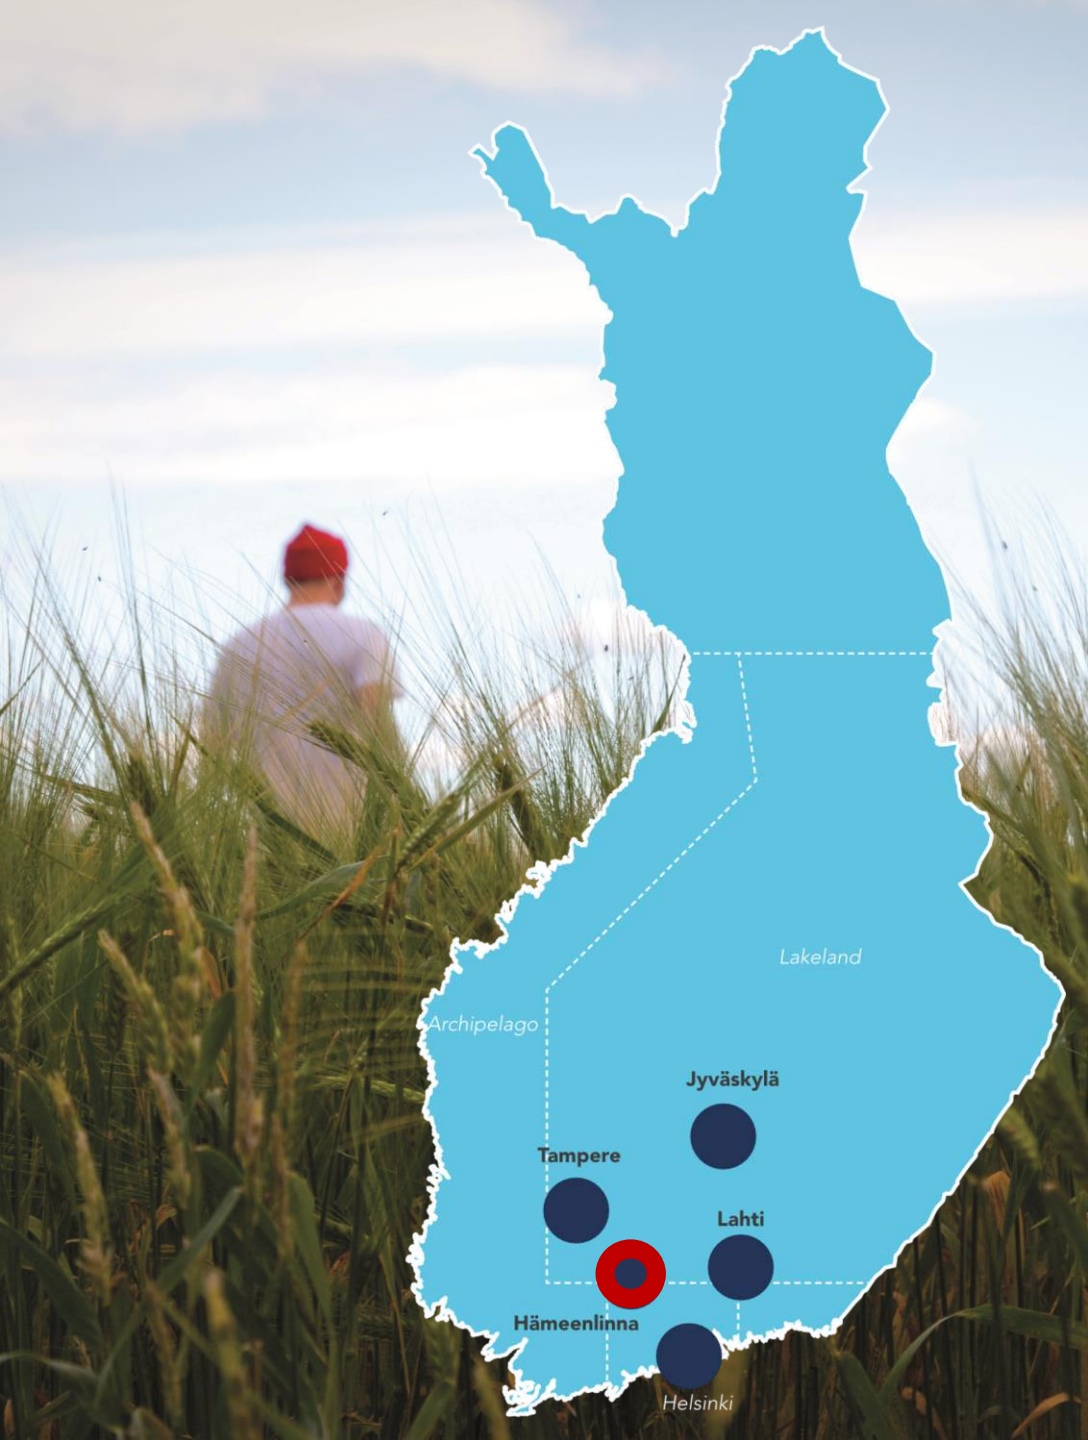 Lakeland
Archipelago
Jyväskylä
Tampere
Lahti
Hämeenlinna
Helsinki